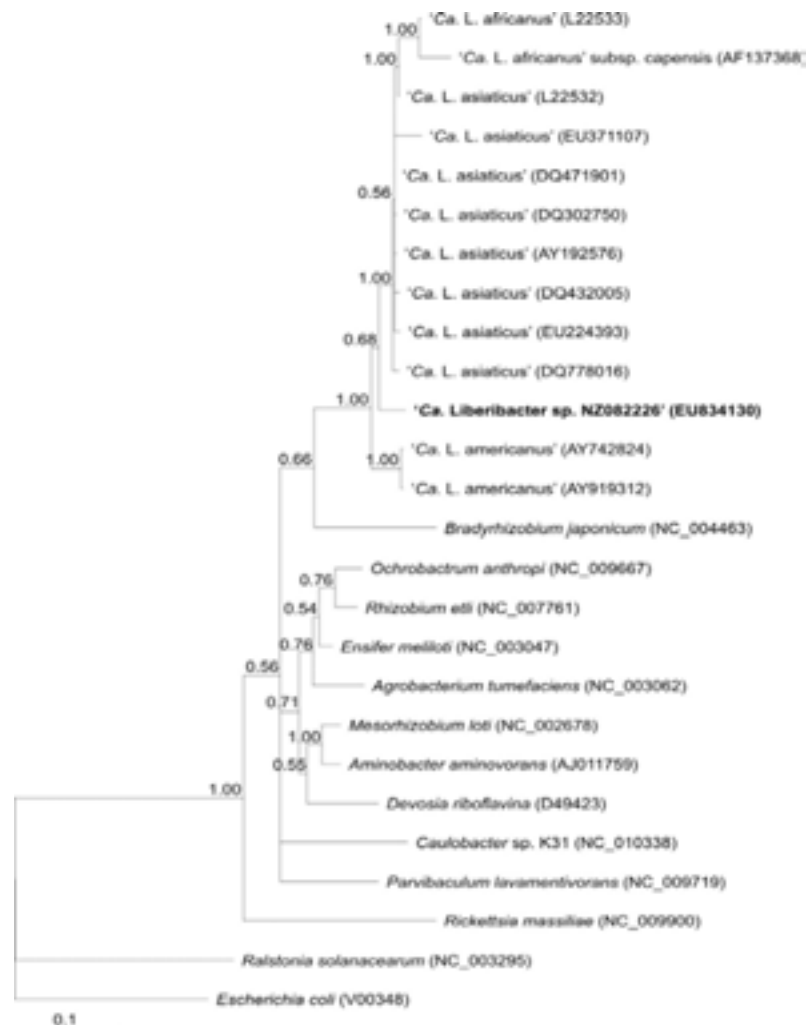 'Ca. L. africanus' (L22533)
1.00
'Ca. L. africanus' subsp. capensis (AF137368)
1.00
'Ca. L. asiaticus' (L22532)
'Ca. L. asiaticus' (EU371107)
'Ca. L. asiaticus' (DQ471901)
0.56
'Ca. L. asiaticus' (DQ302750)
'Ca. L. asiaticus' (AY192576)
1.00
'Ca. L. asiaticus' (DQ432005)
'Ca. L. asiaticus' (EU224393)
0.68
'Ca. L. asiaticus' (DQ778016)
1.00
'Ca. Liberibacter sp. NZ082226' (EU834130)
'Ca. L. americanus' (AY742824)
0.66
1.00
'Ca. L. americanus' (AY919312)
Bradyrhizobium japonicum (NC_004463)
Ochrobactrum anthropi (NC_009667)
0.76
Rhizobium etli (NC_007761)
0.54
Ensifer meliloti (NC_003047)
0.76
0.56
Agrobacterium tumefaciens (NC_003062)
0.71
Mesorhizobium loti (NC_002678)
1.00
Aminobacter aminovorans (AJ011759)
0.55
1.00
Devosia riboflavina (D49423)
Caulobacter sp. K31 (NC_010338)
Parvibaculum lavamentivorans (NC_009719)
Rickettsia massiliae (NC_009900)
Ralstonia solanacearum (NC_003295)
Escherichia coli (V00348)
0.1